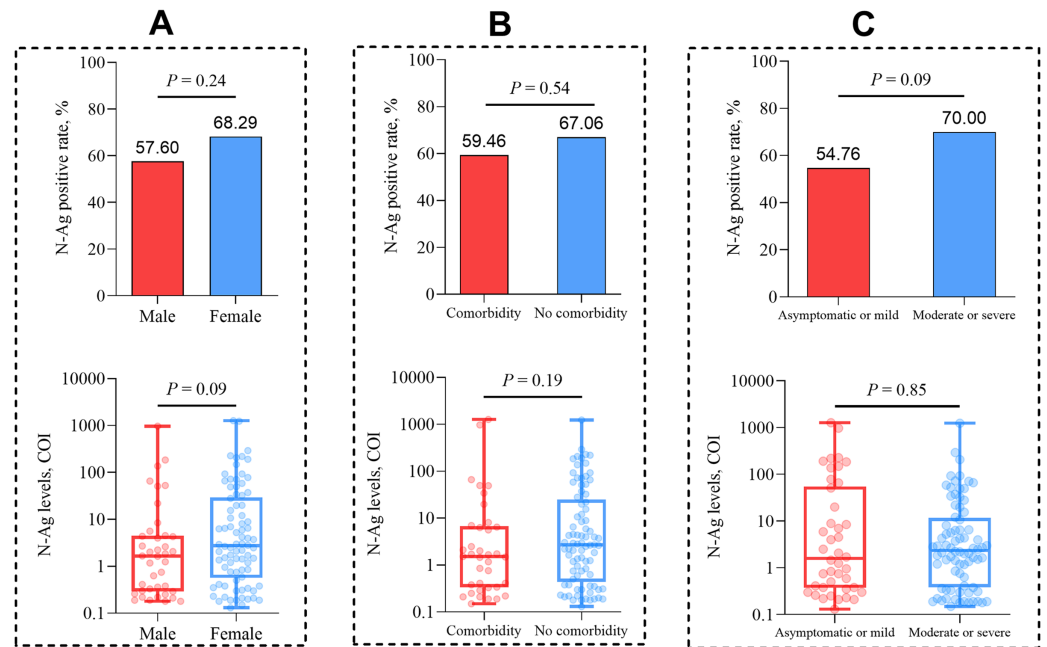 A
N-Ag positive rate, %
100
80
60
40
20
0
P = 0.24
57.60
68.29
Male
Female
N-Ag levels, COI
10000
1000
100
10
1
0.1
P = 0.09
Male
Female
B
N-Ag positive rate, %
100
80
60
40
20
0
P = 0.54
59.46
67.06
Comorbidity
No comorbidity
N-Ag levels, COI
10000
1000
100
10
1
0.1
P = 0.19
Comorbidity
No comorbidity
C
N-Ag positive rate, %
100
80
60
40
20
0
P = 0.09
54.76
70.00
Asymptomatic or mild
Moderate or severe
N-Ag levels, COI
10000
1000
100
10
1
0.1
P = 0.85
Asymptomatic or mild
Moderate or severe